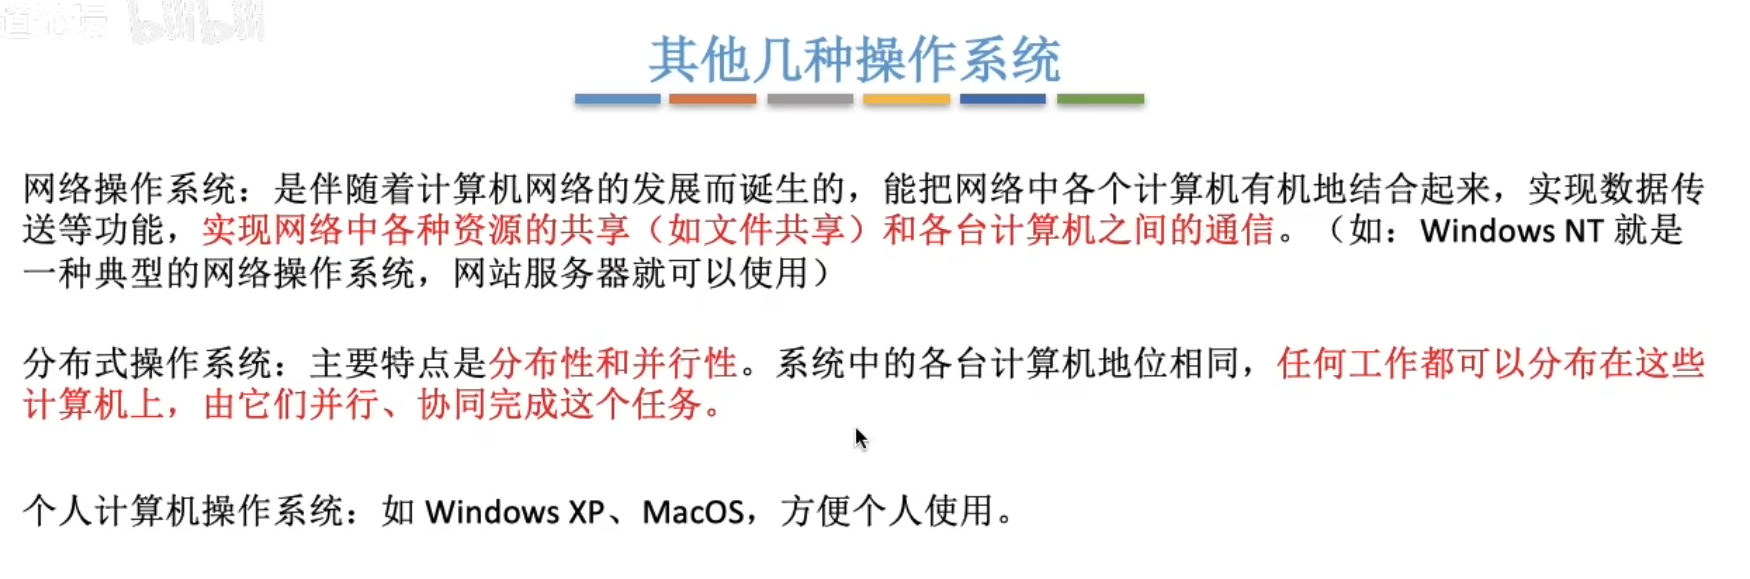 道论坛 bilibili
其他几种操作系统
网络操作系统：是伴随着计算机网络的发展而诞生的，能把网络中各个计算机有机地结合起来，实现数据传
送等功能，实现网络中各种资源的共享（如文件共享）和各台计算机之间的通信。（如：Windows NT 就是
一种典型的网络操作系统，网站服务器就可以使用）
分布式操作系统：主要特点是分布性和并行性。系统中的各台计算机地位相同，任何工作都可以分布在这些
计算机上，由它们并行、协同完成这个任务。
个人计算机操作系统：如 Windows XP、MacOS，方便个人使用。